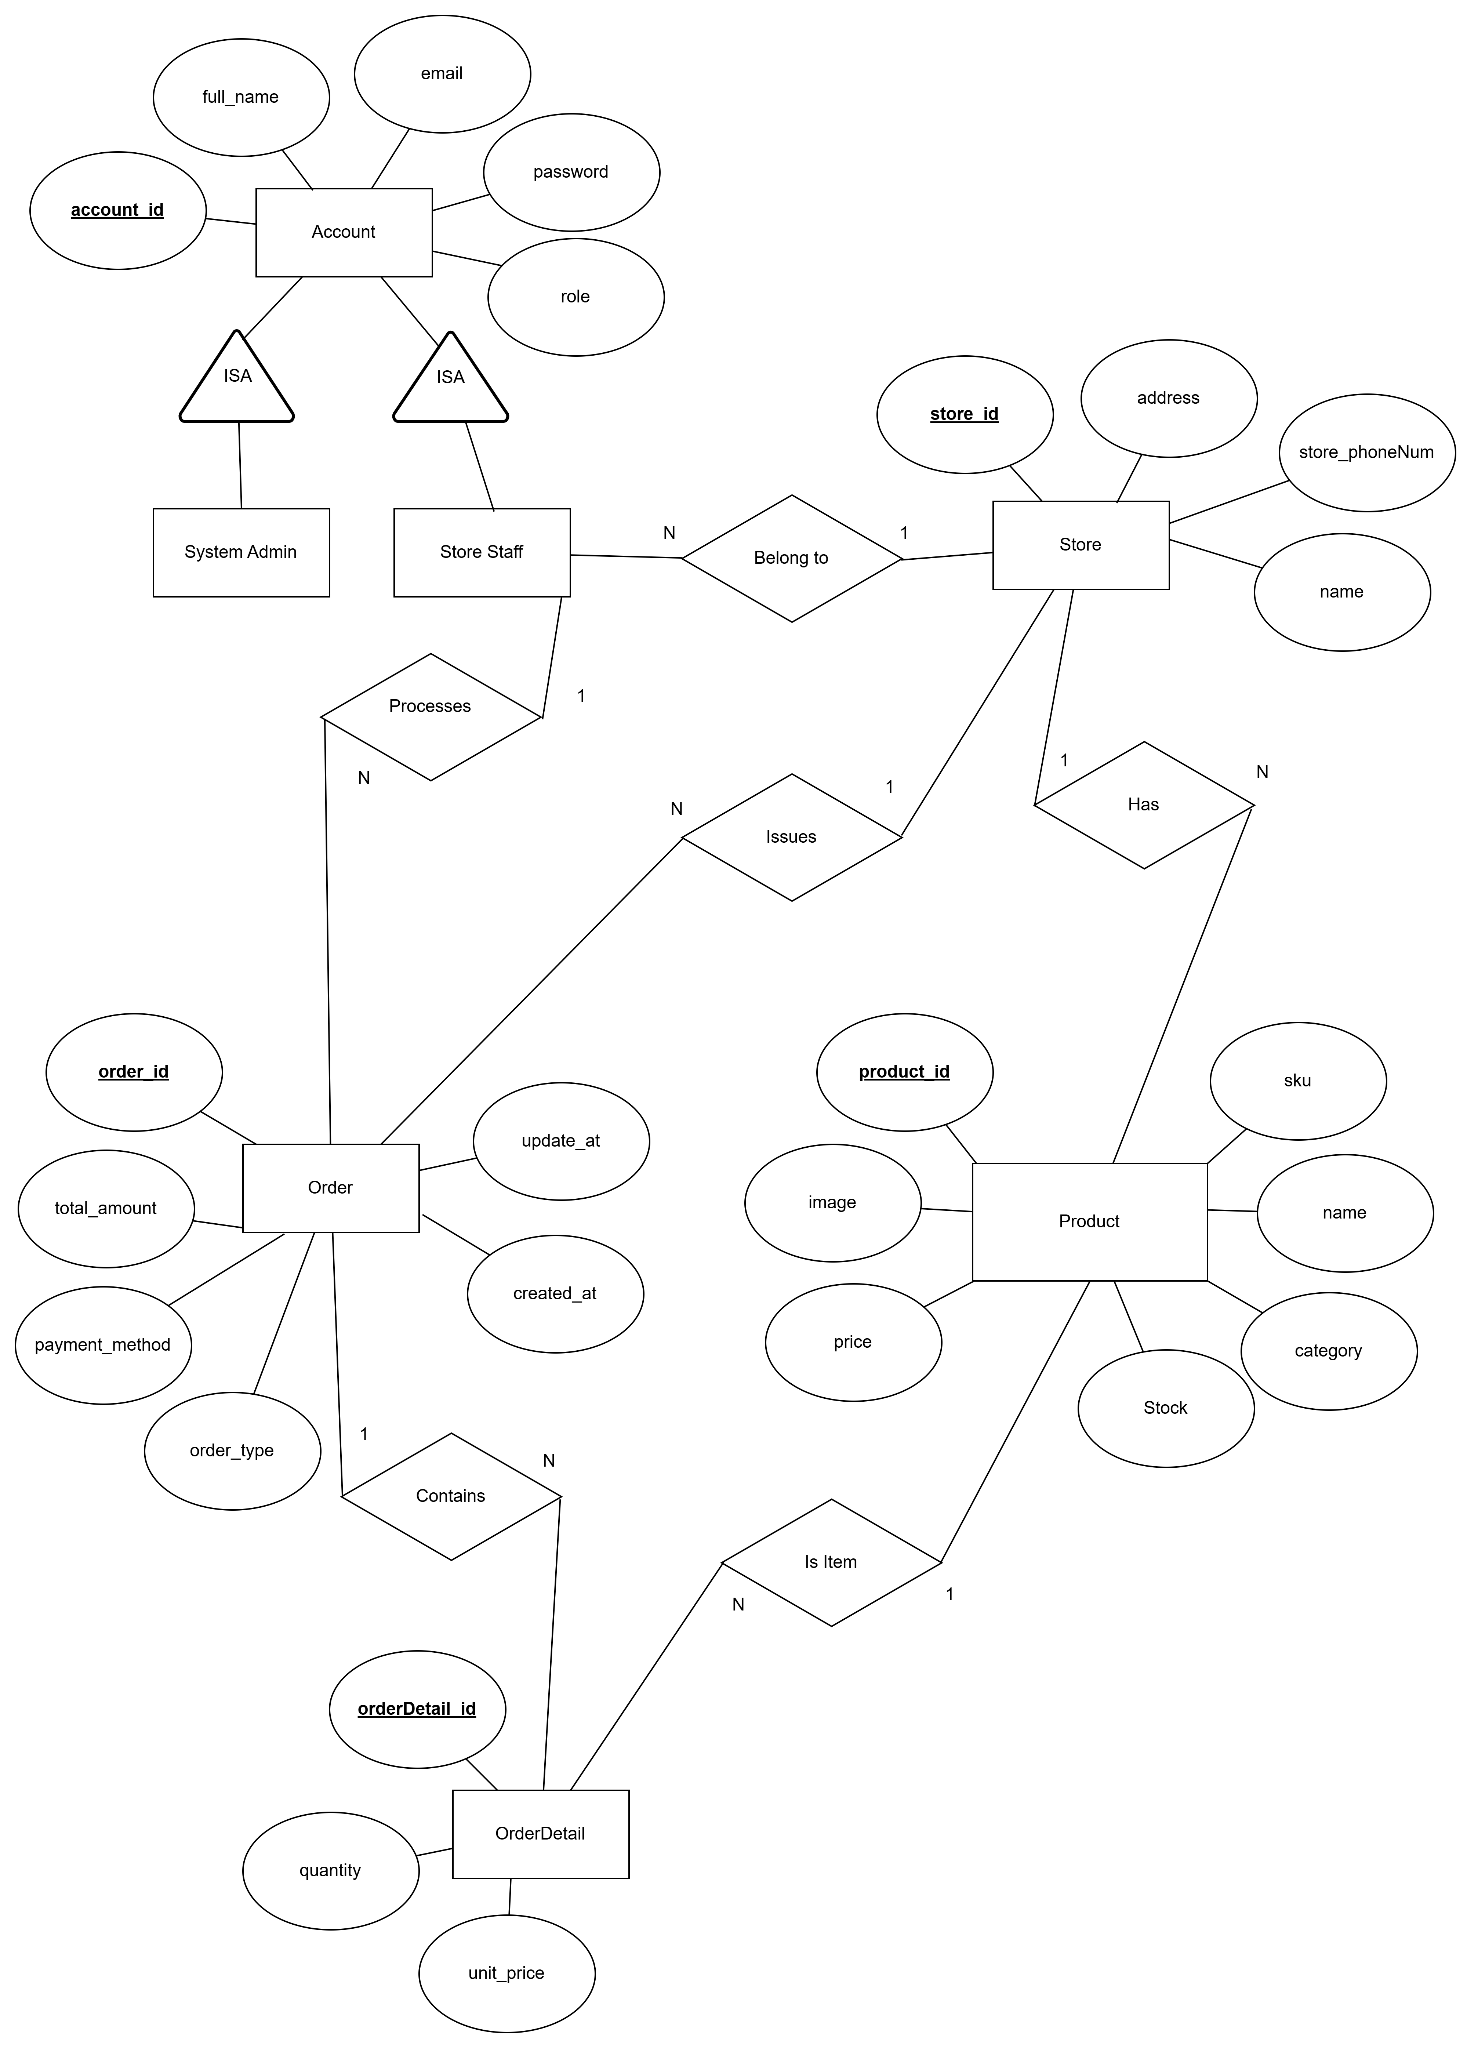 email
full_name
password
account_id
Account
role
ISA
ISA
address
store_id
store_phoneNum
N
1
System Admin
Store Staff
Belong to
Store
name
Processes
1
N
1
N
1
N
Issues
Has
order_id
product_id
sku
update_at
Order
total_amount
image
Product
name
created_at
payment_method
price
category
Stock
1
order_type
N
Contains
Is Item
N
1
orderDetail_id
OrderDetail
quantity
unit_price